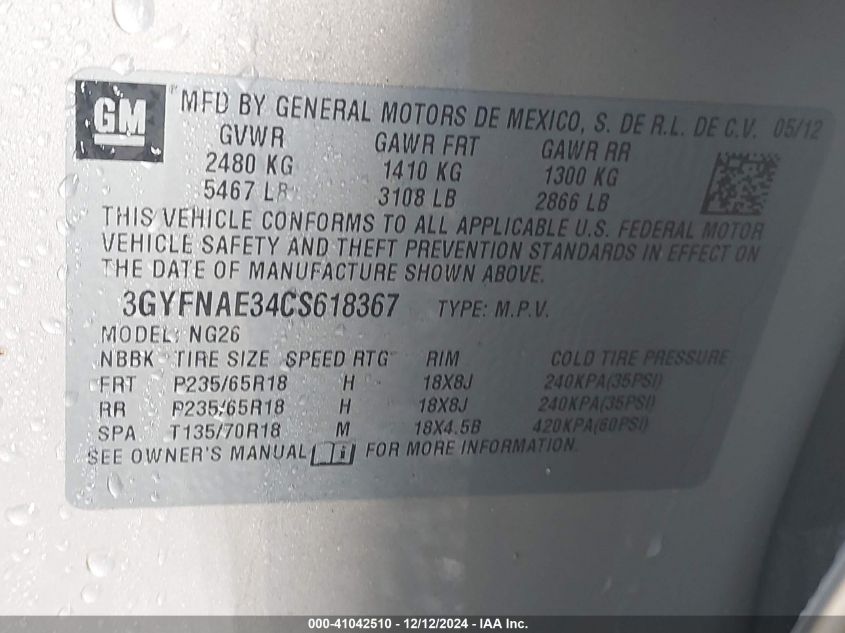 GM
® MFD BY GENERAL MOTORS DE MEXICO, S. DE R.L. DE C.V. 05/12
GVWR GAWR FRT GAWR RR
2480 KG 1410 KG 1300 KG
5467 LB 3108 LB 2866 LB
THIS VEHICLE CONFORMS TO ALL APPLICABLE U.S. FEDERAL MOTOR
VEHICLE SAFETY AND THEFT PREVENTION STANDARDS IN EFFECT ON
THE DATE OF MANUFACTURE SHOWN ABOVE.
3GYFNAE34CS618367 TYPE: M.P.V.
MODEL: NG26
NBBK TIRE SIZE SPEED RTG RIM COLD TIRE PRESSURE
FRT P235/65R18 H 18X8J 240KPA(35PSI)
RR P235/65R18 H 18X8J 240KPA(35PSI)
SPA T135/70R18 M 18X4.5B 420KPA(60PSI)
SEE OWNER'S MANUAL i FOR MORE INFORMATION.
000-41042510 - 12/12/2024 - IAA Inc.